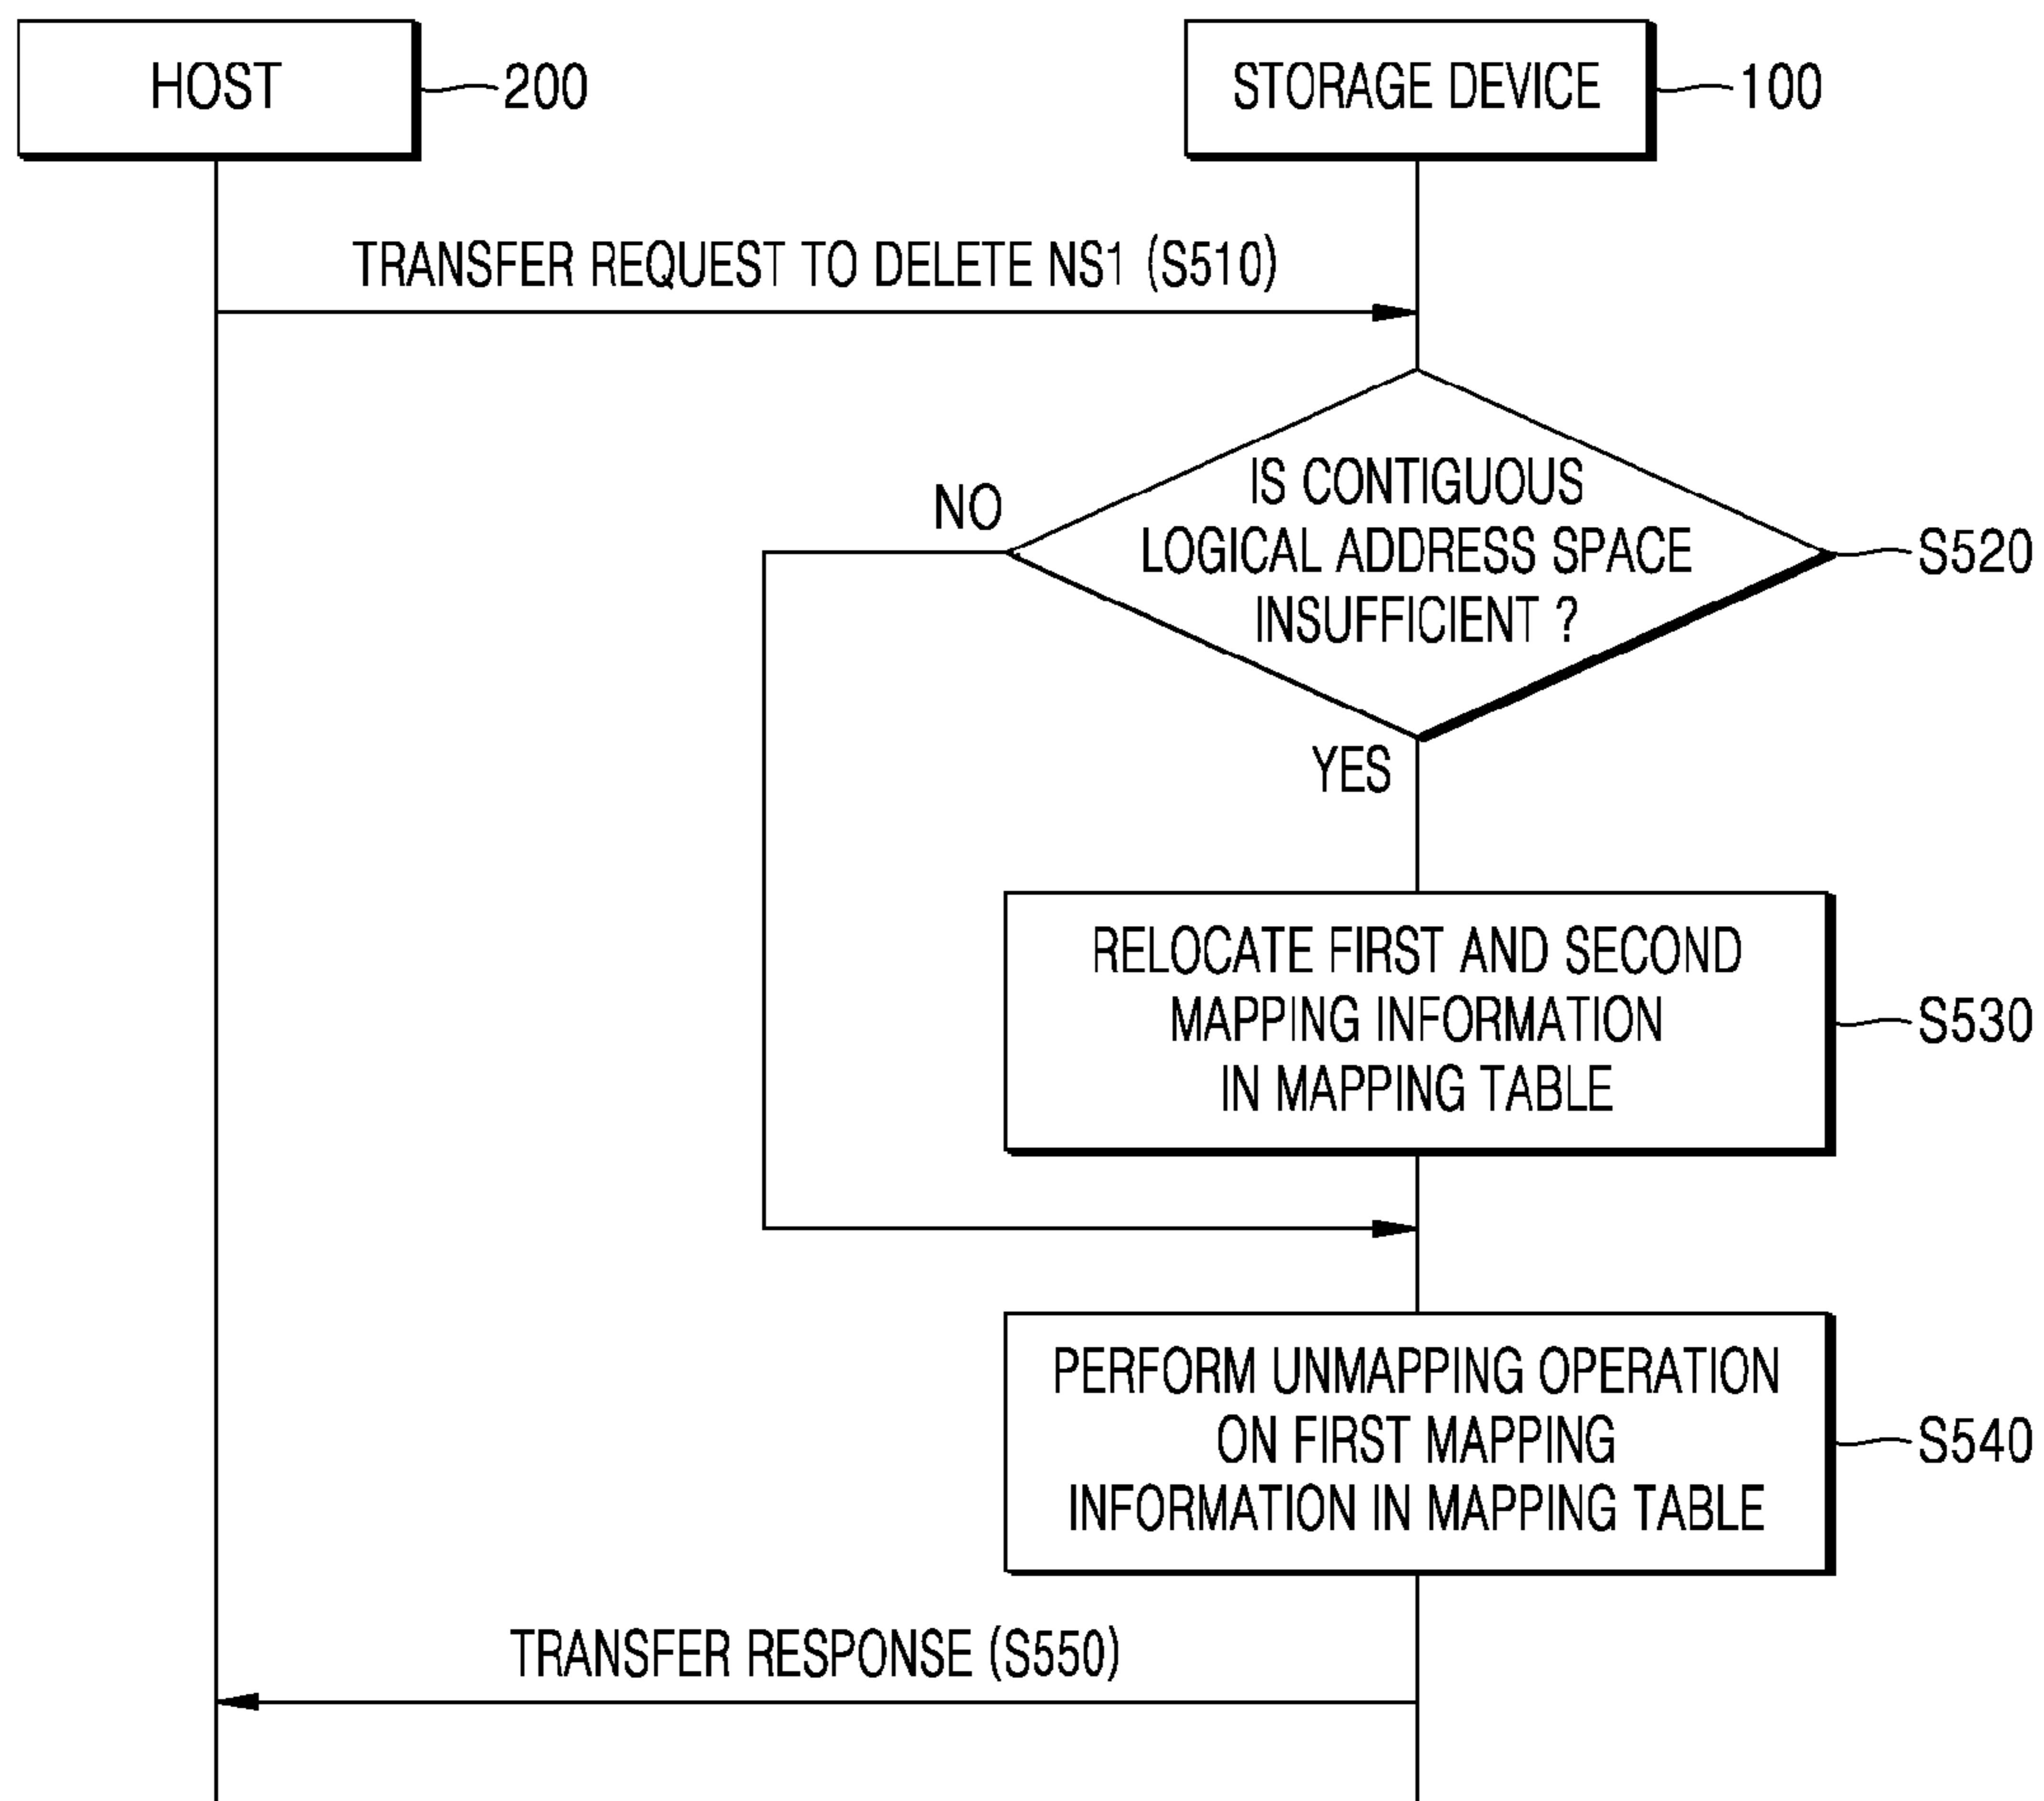 HOST
200
STORAGE DEVICE
100
TRANSFER REQUEST TO DELETE NS1 (S510)
IS CONTIGUOUS
LOGICAL ADDRESS SPACE
INSUFFICIENT ?
NO
S520
YES
RELOCATE FIRST AND SECOND
MAPPING INFORMATION
IN MAPPING TABLE
S530
PERFORM UNMAPPING OPERATION
ON FIRST MAPPING
INFORMATION IN MAPPING TABLE
S540
TRANSFER RESPONSE (S550)